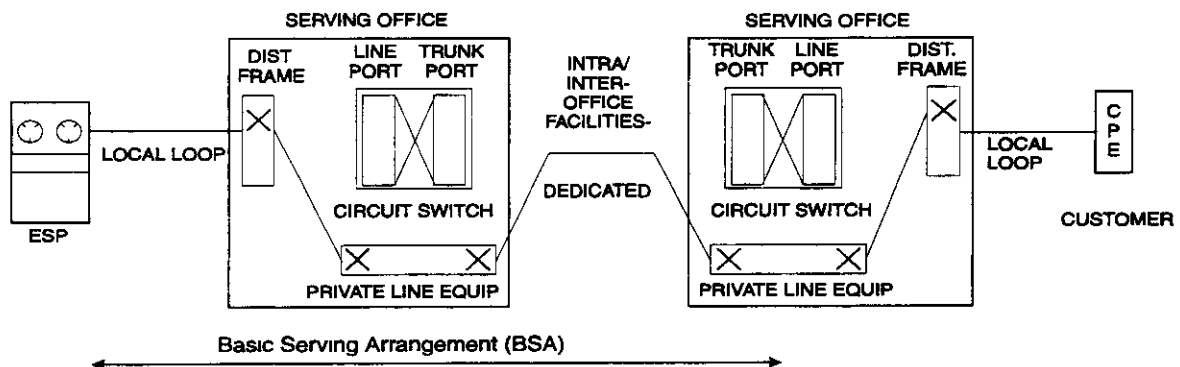 SERVING OFFICE
DIST
FRAME
LINE
PORT
TRUNK
PORT
LOCAL LOOP
ESP
CIRCUIT SWITCH
PRIVATE LINE EQUIP
INTRA/
INTER-
OFFICE
FACILITIES-
DEDICATED
SERVING OFFICE
TRUNK
PORT
LINE
PORT
DIST.
FRAME
CIRCUIT SWITCH
PRIVATE LINE EQUIP
LOCAL
LOOP
CPE
CUSTOMER
Basic Serving Arrangement (BSA)